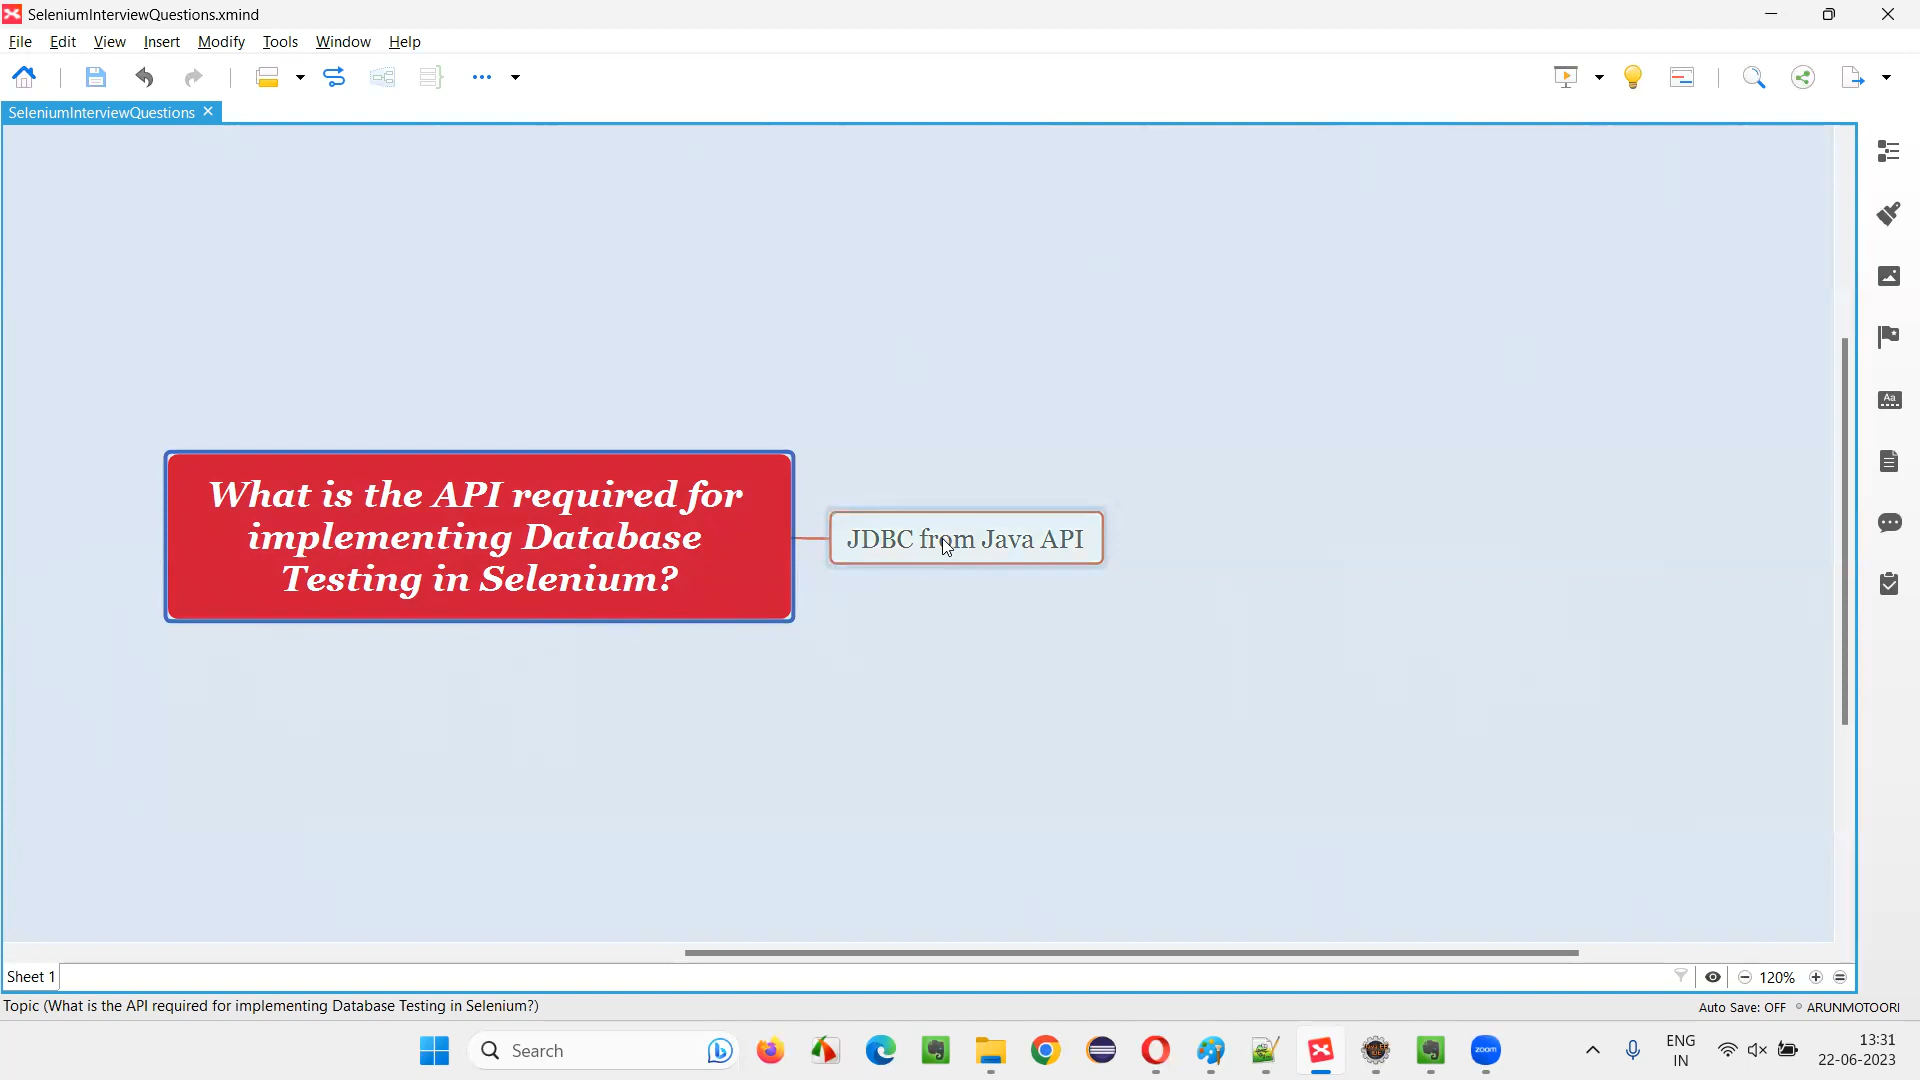 SeleniumInterviewQuestions.xmind
File Edit View Insert Modify Tools Window Help
SeleniumInterviewQuestions
What is the API required for
implementing Database
Testing in Selenium?
JDBC from Java API
Aa
Sheet 1
120%
Topic (What is the API required for implementing Database Testing in Selenium?)
Auto Save: OFF ARUNMOTOORI
Search
zoom
ENG
IN
13:31
22-06-2023